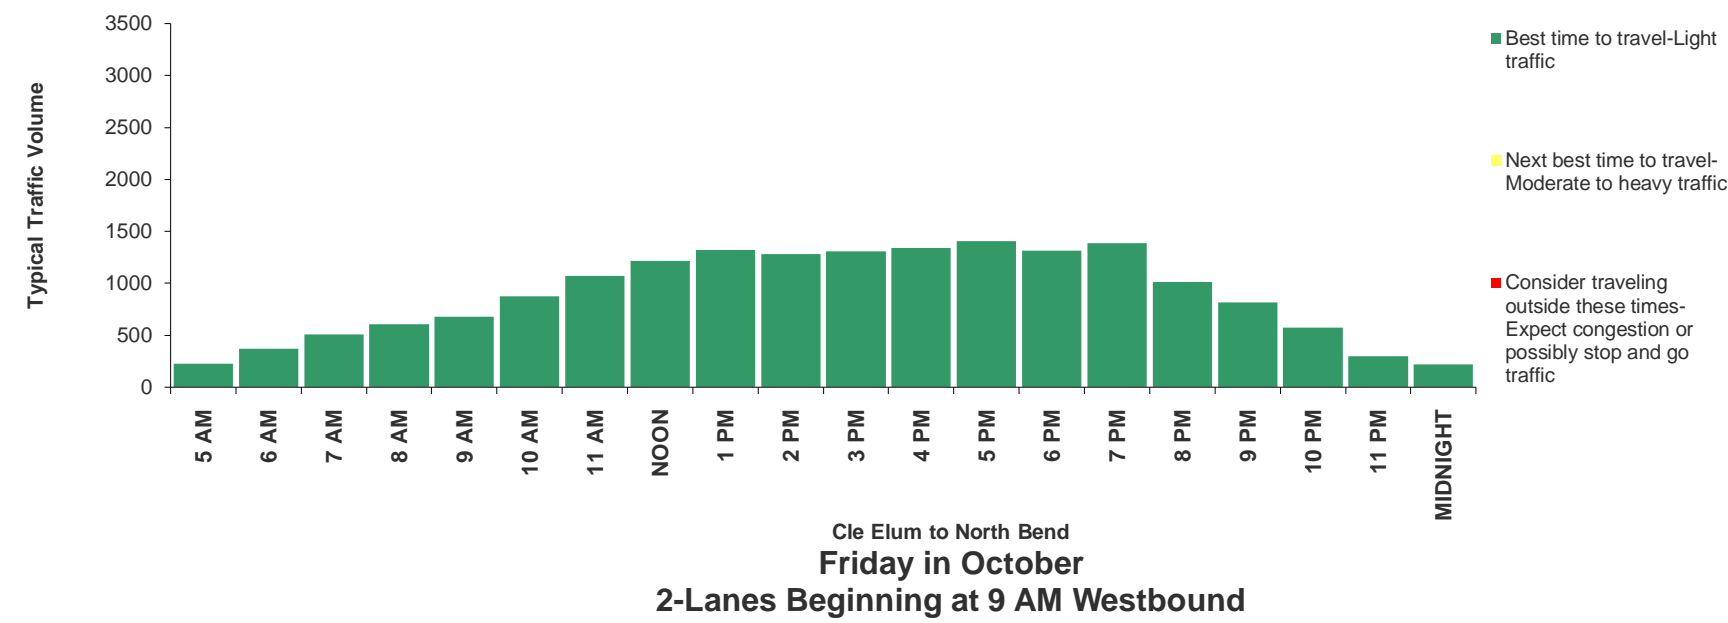 3500
3000
2500
2000
1500
1000
500
0
Typical Traffic Volume
5 AM
6 AM
7 AM
8 AM
9 AM
10 AM
11 AM
NOON
1 PM
2 PM
3 PM
4 PM
5 PM
6 PM
7 PM
8 PM
9 PM
10 PM
11 PM
MIDNIGHT
Cle Elum to North Bend
Friday in October
2-Lanes Beginning at 9 AM Westbound
Best time to travel-Light
traffic
Next best time to travel-
Moderate to heavy traffic
Consider traveling
outside these times-
Expect congestion or
possibly stop and go
traffic